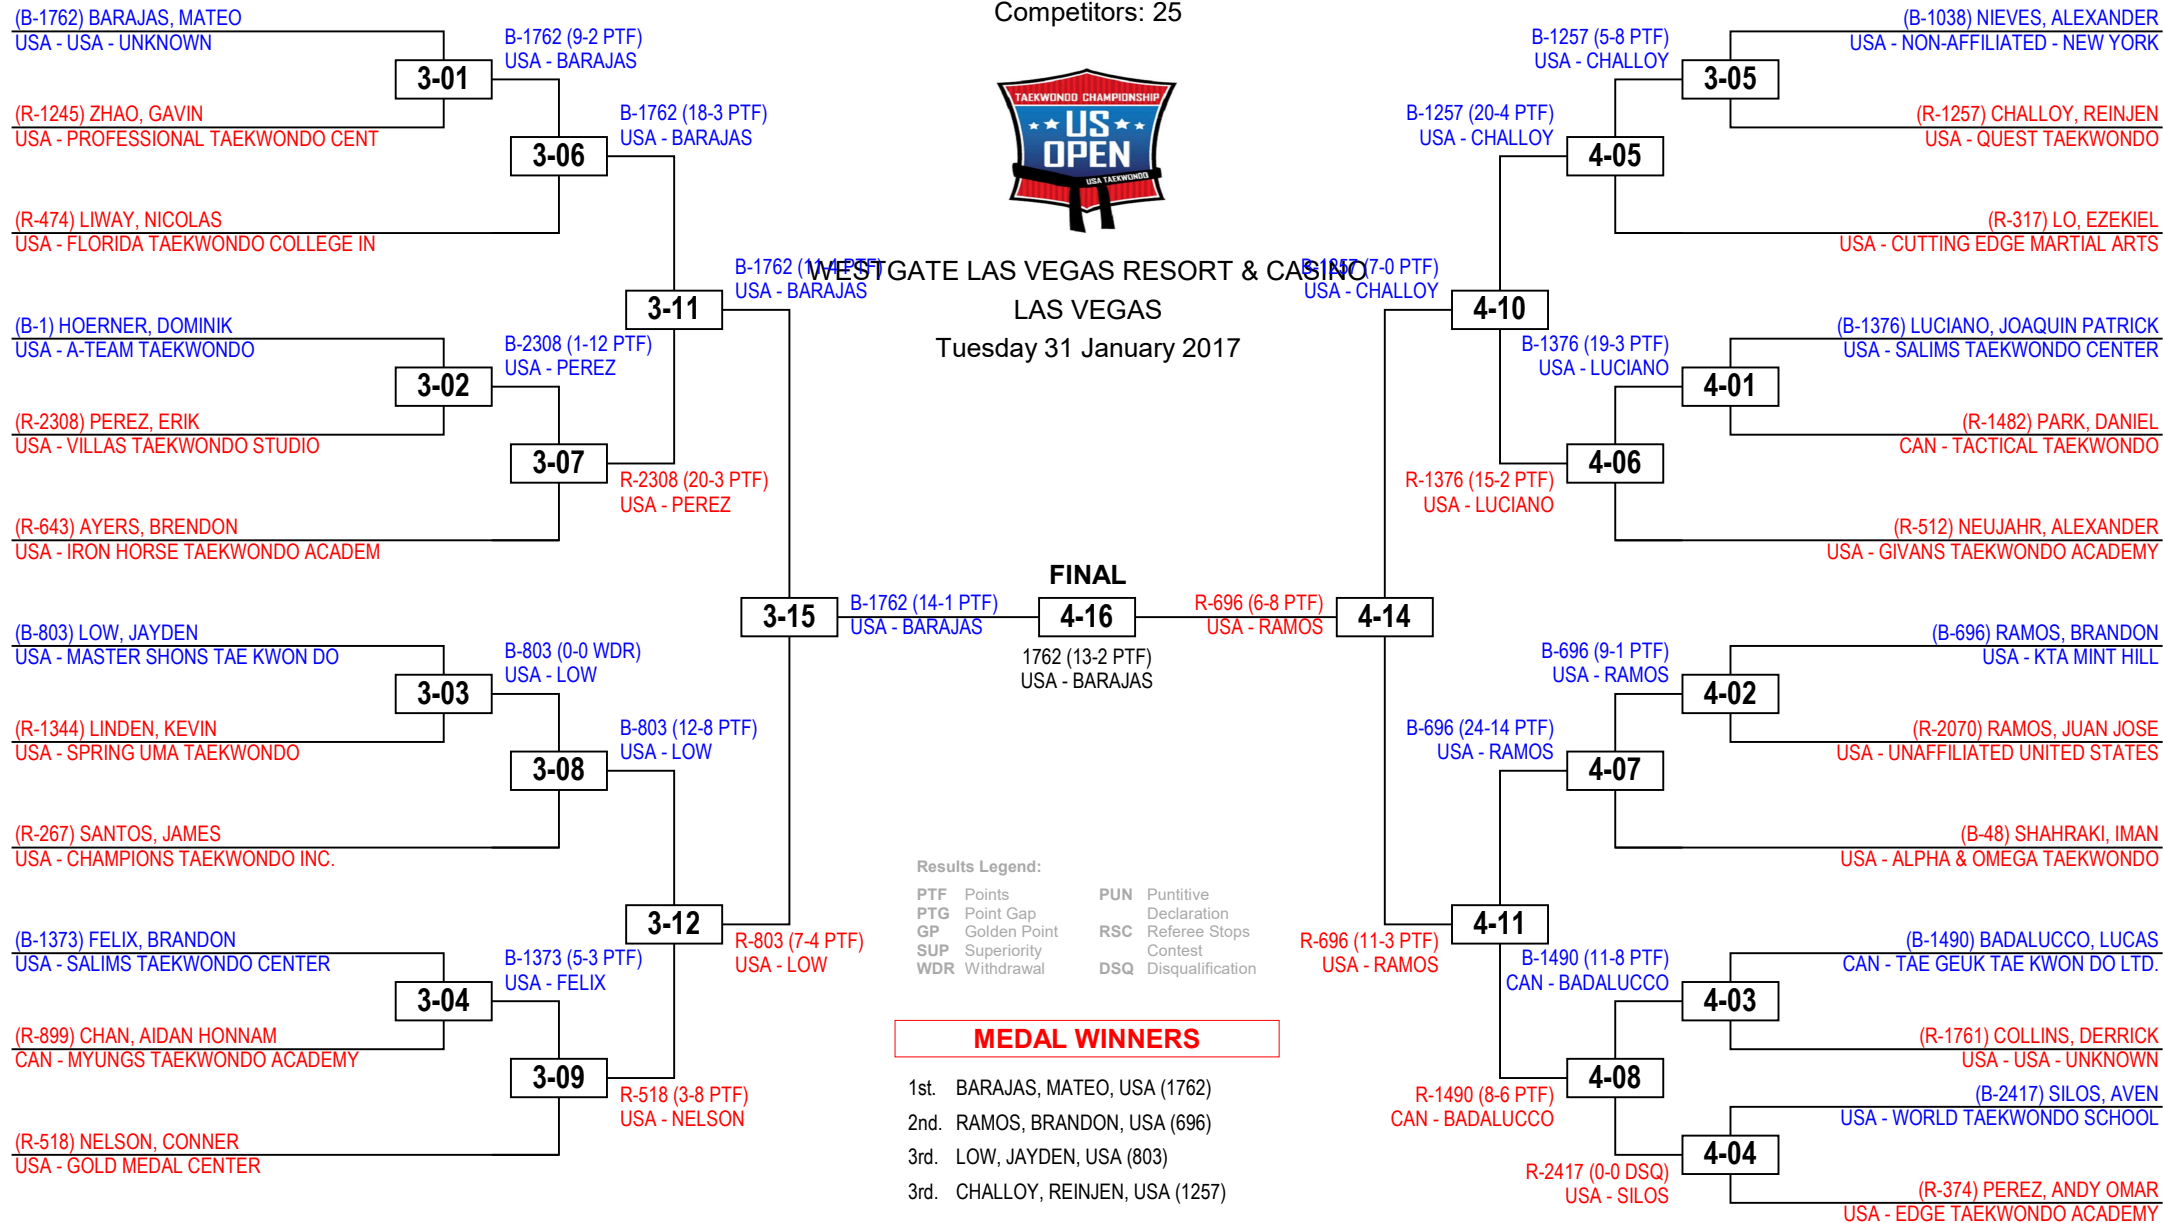 Competitors: 25
TAEKWONDO CHAMPIONSHIP
US
OPEN
USA TAEKWONDO
WESTGATE LAS VEGAS RESORT & CASINO
LAS VEGAS
Tuesday 31 January 2017
(B-1762) BARAJAS, MATEO
USA - USA - UNKNOWN
3-01
(R-1245) ZHAO, GAVIN
USA - PROFESSIONAL TAEKWONDO CENT
B-1762 (9-2 PTF)
USA - BARAJAS
3-06
(R-474) LIWAY, NICOLAS
USA - FLORIDA TAEKWONDO COLLEGE IN
B-1762 (18-3 PTF)
USA - BARAJAS
3-11
B-1762 (11-4 PTF)
USA - BARAJAS
(B-1) HOERNER, DOMINIK
USA - A-TEAM TAEKWONDO
3-02
(R-2308) PEREZ, ERIK
USA - VILLAS TAEKWONDO STUDIO
B-2308 (1-12 PTF)
USA - PEREZ
3-07
(R-643) AYERS, BRENDON
USA - IRON HORSE TAEKWONDO ACADEM
R-2308 (20-3 PTF)
USA - PEREZ
3-15
B-1762 (14-1 PTF)
USA - BARAJAS
(B-803) LOW, JAYDEN
USA - MASTER SHONS TAE KWON DO
3-03
(R-1344) LINDEN, KEVIN
USA - SPRING UMA TAEKWONDO
B-803 (0-0 WDR)
USA - LOW
3-08
(R-267) SANTOS, JAMES
USA - CHAMPIONS TAEKWONDO INC.
B-803 (12-8 PTF)
USA - LOW
3-12
R-803 (7-4 PTF)
USA - LOW
(B-1373) FELIX, BRANDON
USA - SALIMS TAEKWONDO CENTER
3-04
(R-899) CHAN, AIDAN HONNAM
CAN - MYUNGS TAEKWONDO ACADEMY
B-1373 (5-3 PTF)
USA - FELIX
3-09
(R-518) NELSON, CONNER
USA - GOLD MEDAL CENTER
R-518 (3-8 PTF)
USA - NELSON
FINAL
4-16
1762 (13-2 PTF)
USA - BARAJAS
(B-1038) NIEVES, ALEXANDER
USA - NON-AFFILIATED - NEW YORK
3-05
(R-1257) CHALLOY, REINJEN
USA - QUEST TAEKWONDO
B-1257 (5-8 PTF)
USA - CHALLOY
4-05
(R-317) LO, EZEKIEL
USA - CUTTING EDGE MARTIAL ARTS
B-1257 (20-4 PTF)
USA - CHALLOY
4-10
B-1257 (7-0 PTF)
USA - CHALLOY
(B-1376) LUCIANO, JOAQUIN PATRICK
USA - SALIMS TAEKWONDO CENTER
4-01
(R-1482) PARK, DANIEL
CAN - TACTICAL TAEKWONDO
B-1376 (19-3 PTF)
USA - LUCIANO
4-06
(R-512) NEUJAHR, ALEXANDER
USA - GIVANS TAEKWONDO ACADEMY
R-1376 (15-2 PTF)
USA - LUCIANO
4-14
R-696 (6-8 PTF)
USA - RAMOS
(B-696) RAMOS, BRANDON
USA - KTA MINT HILL
4-02
(R-2070) RAMOS, JUAN JOSE
USA - UNAFFILIATED UNITED STATES
B-696 (9-1 PTF)
USA - RAMOS
4-07
(B-48) SHAHRAKI, IMAN
USA - ALPHA & OMEGA TAEKWONDO
B-696 (24-14 PTF)
USA - RAMOS
4-11
R-696 (11-3 PTF)
USA - RAMOS
(B-1490) BADALUCCO, LUCAS
CAN - TAE GEUK TAE KWON DO LTD.
4-03
(R-1761) COLLINS, DERRICK
USA - USA - UNKNOWN
B-1490 (11-8 PTF)
CAN - BADALUCCO
4-08
R-1490 (8-6 PTF)
CAN - BADALUCCO
(B-2417) SILOS, AVEN
USA - WORLD TAEKWONDO SCHOOL
4-04
(R-374) PEREZ, ANDY OMAR
USA - EDGE TAEKWONDO ACADEMY
R-2417 (0-0 DSQ)
USA - SILOS
Results Legend:
PTF Points
PTG Point Gap
GP Golden Point
SUP Superiority
WDR Withdrawal
PUN Puntitive
Declaration
RSC Referee Stops
Contest
DSQ Disqualification
MEDAL WINNERS
1st. BARAJAS, MATEO, USA (1762)
2nd. RAMOS, BRANDON, USA (696)
3rd. LOW, JAYDEN, USA (803)
3rd. CHALLOY, REINJEN, USA (1257)